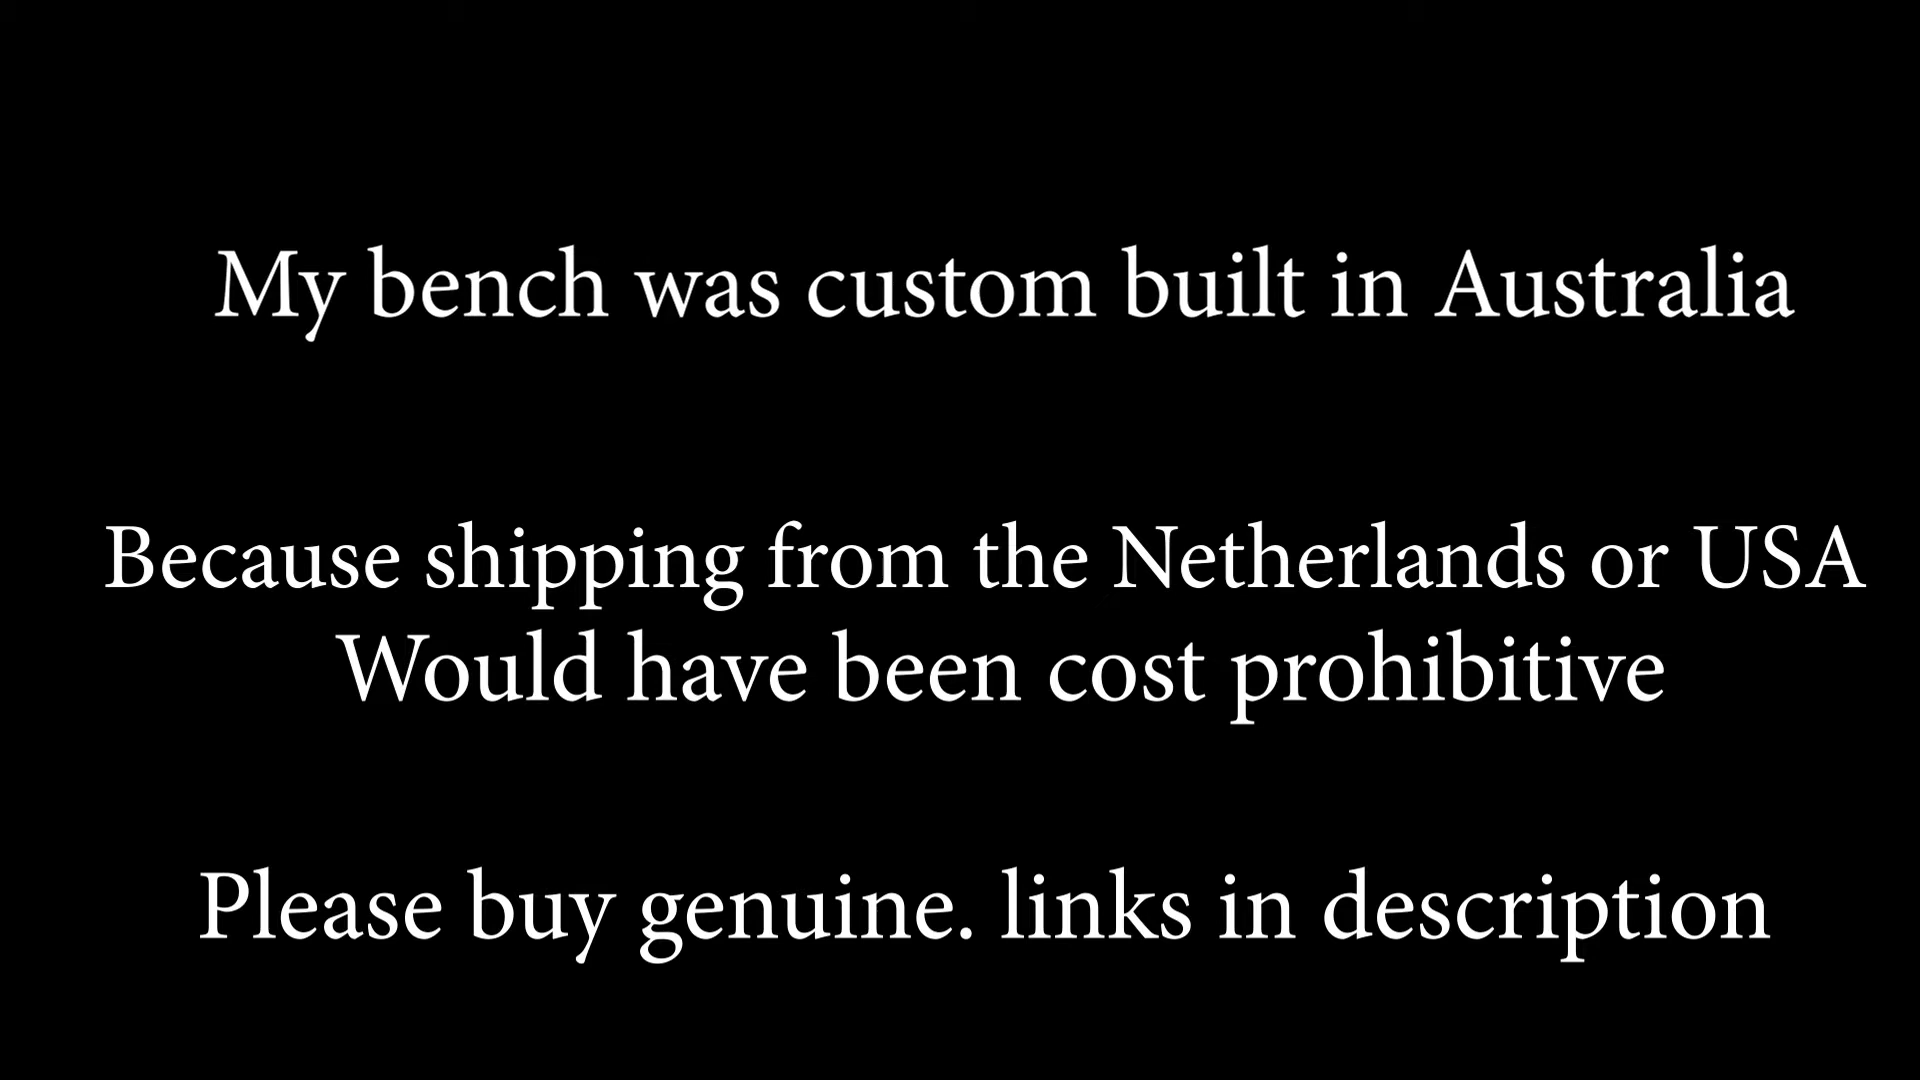 My bench was custom built in Australia
Because shipping from the Netherlands or USA
Would have been cost prohibitive
Please buy genuine. links in description